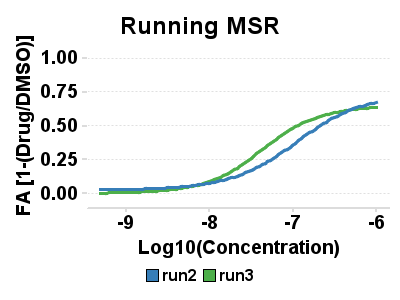 Running MSR
FA [1-(Drug/DMSO)]
1.00
0.75
0.50
0.25
0.00
-9 -8 -7 -6
Log10(Concentration)
run2 run3